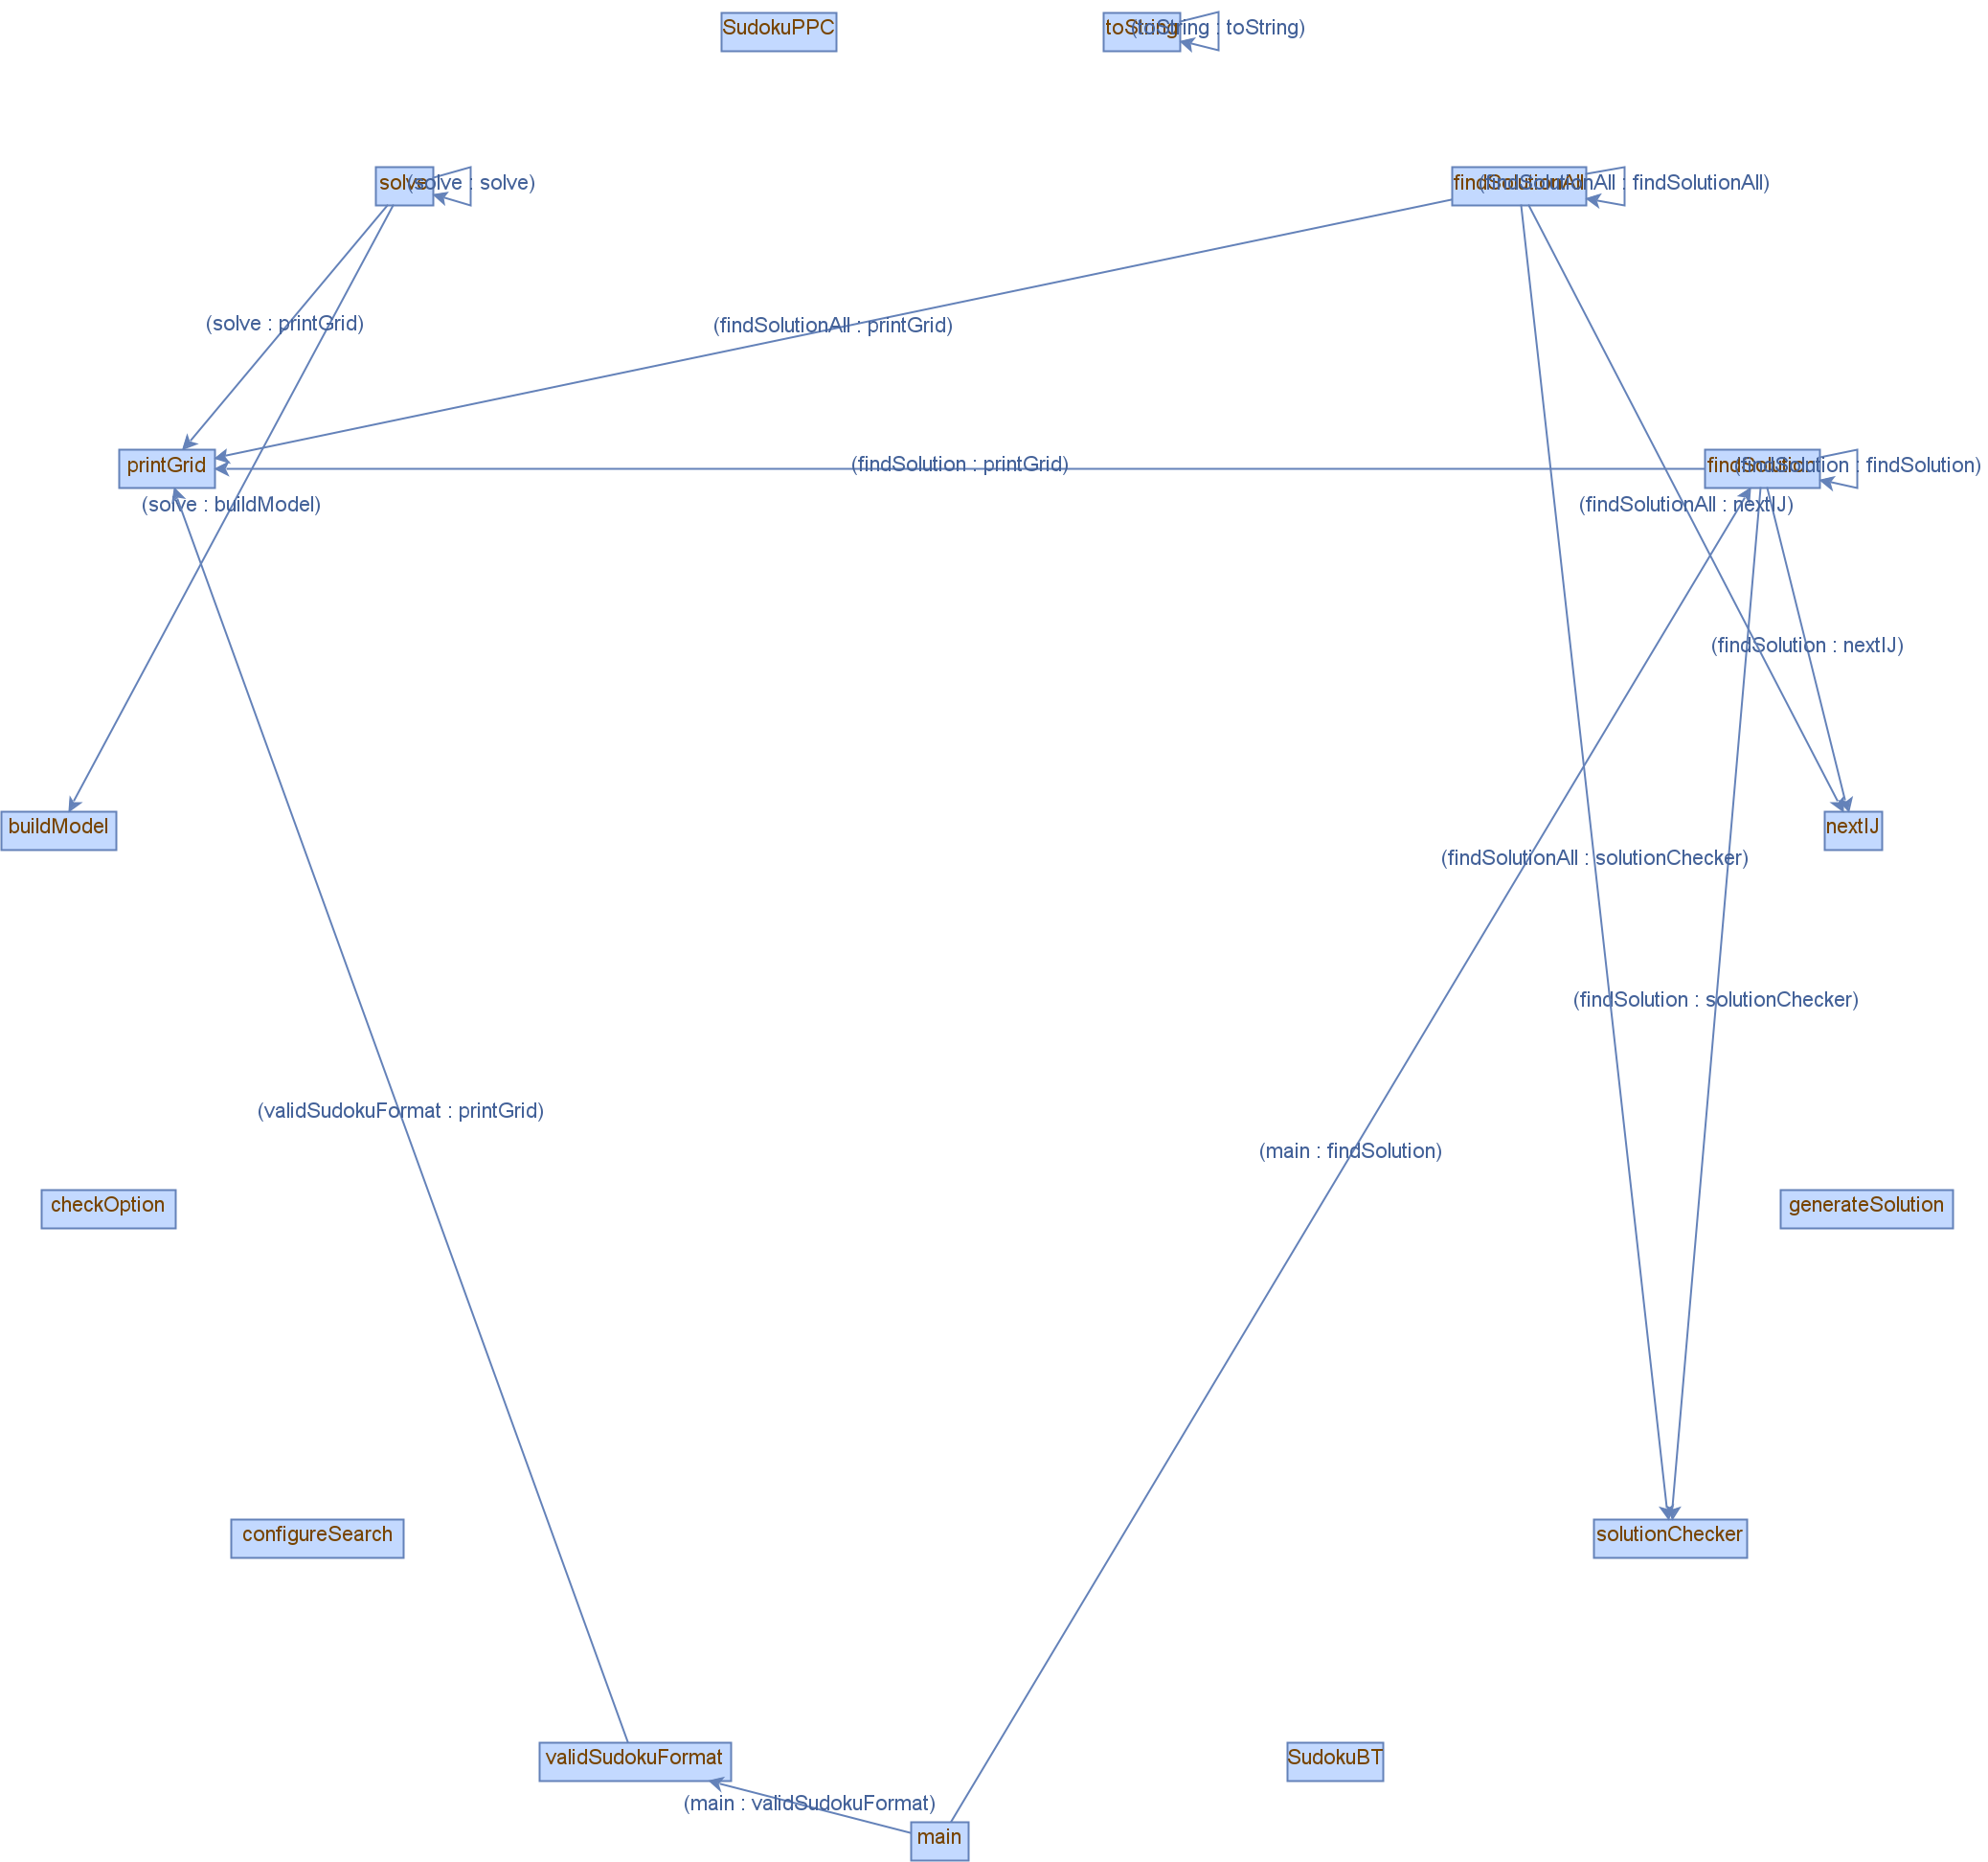 SudokuPPC
toString
(toString : toString)
solve
(solve : solve)
findSolutionAll
(findSolutionAll : findSolutionAll)
(solve : printGrid)
(findSolutionAll : printGrid)
printGrid
(findSolution : printGrid)
findSolution
(findSolution : findSolution)
(solve : buildModel)
(findSolutionAll : nextIJ)
(findSolution : nextIJ)
buildModel
nextIJ
(findSolutionAll : solutionChecker)
(findSolution : solutionChecker)
(validSudokuFormat : printGrid)
(main : findSolution)
checkOption
generateSolution
configureSearch
solutionChecker
validSudokuFormat
SudokuBT
(main : validSudokuFormat)
main